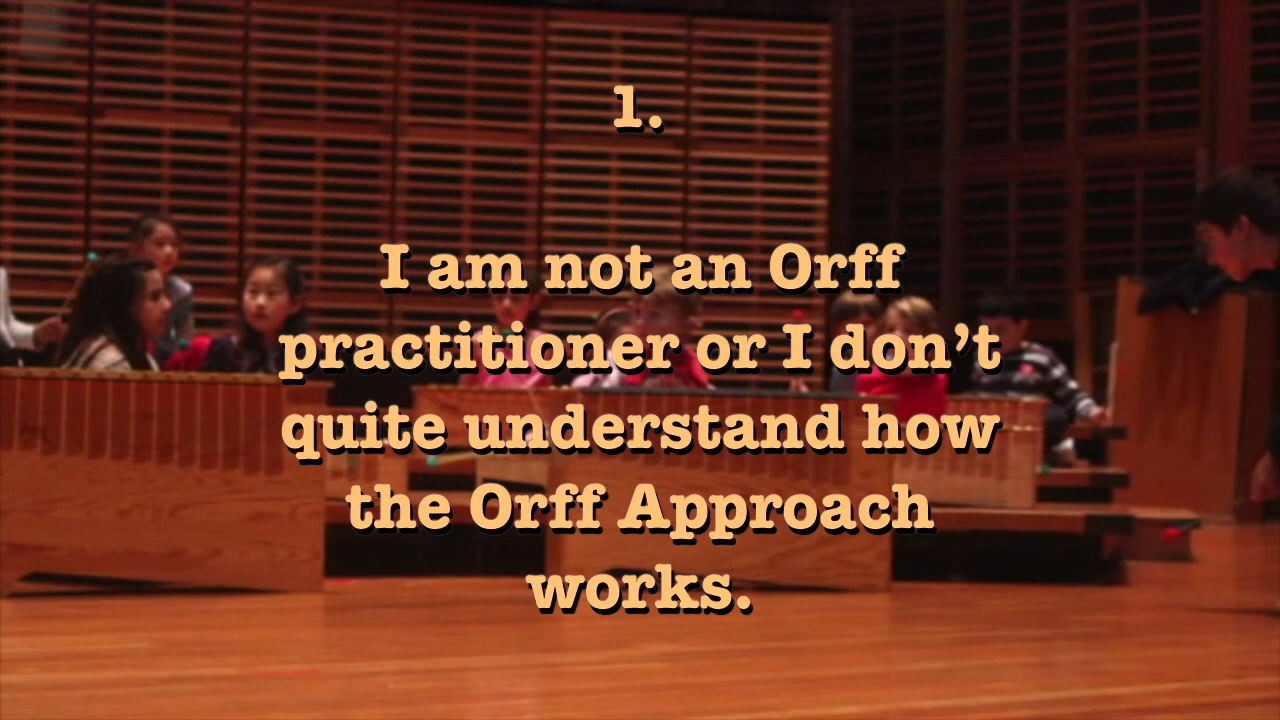 1.
I am not an Orff
practitioner or I don’t
quite understand how
the Orff Approach
works.